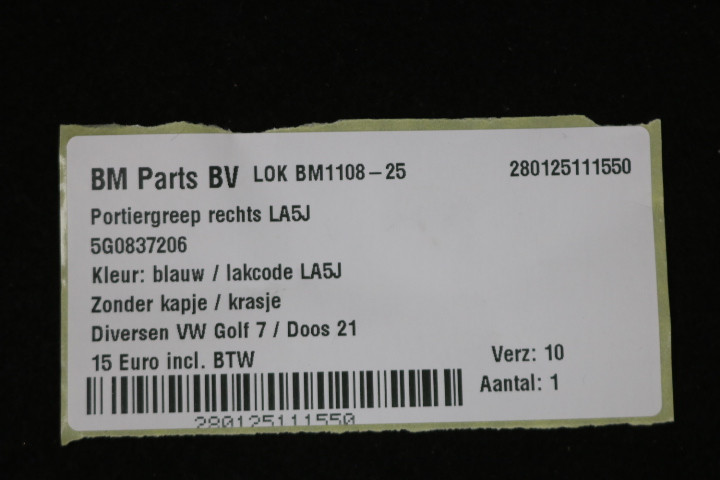 BM Parts BV LOK BM1108-25 280125111550
Portiergreep rechts LA5J
5G0837206
Kleur: blauw / lakcode LA5J
Zonder kapje / krasje
Diversen VW Golf 7 / Doos 21
15 Euro incl. BTW Verz: 10
Aantal: 1
280125111550